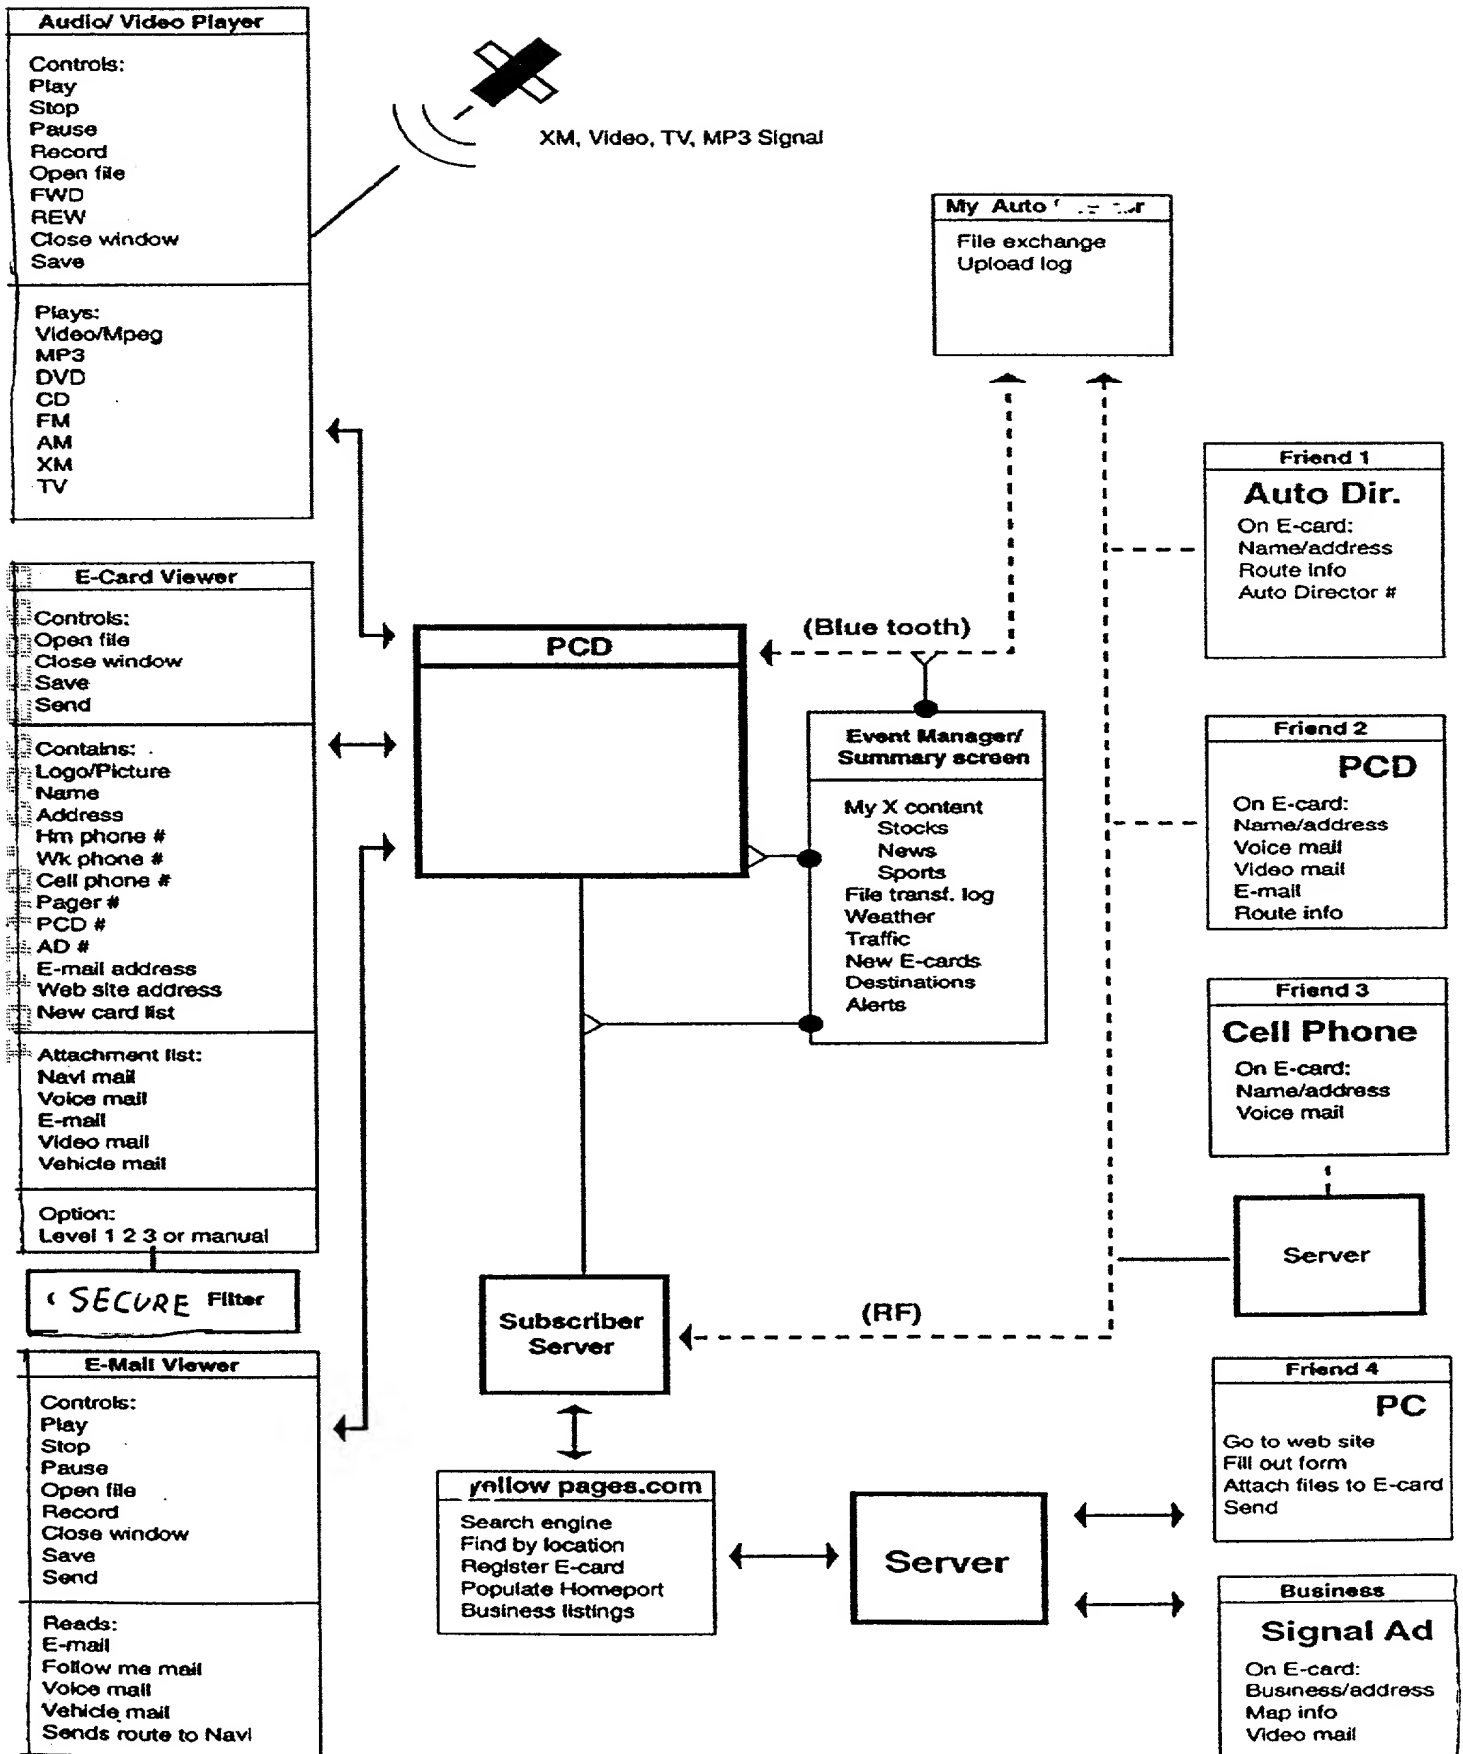 Audio/ Video Player
Controls:
Play
Stop
Pause
Record
Open file
FWD
REW
Close window
Save
Plays:
Video/Mpeg
MP3
DVD
CD
FM
AM
XM
TV
XM, Video, TV, MP3 Signal
My Auto
File exchange
Upload log
Friend 1
Auto Dir.
On E-card:
Name/address
Route info
Auto Director #
E-Card Viewer
Controls:
Open file
Close window
Save
Send
Contains:
Logo/Picture
Name
Address
Hm phone #
Wk phone #
Cell phone #
Pager #
PCD #
AD #
E-mail address
Web site address
New card list
Attachment list:
Navi mail
Voice mail
E-mail
Video mail
Vehicle mail
Option:
Level 1 2 3 or manual
SECURE Filter
PCD
(Blue tooth)
Event Manager/
Summary screen
My X content
Stocks
News
Sports
File transf. log
Weather
Traffic
New E-cards
Destinations
Alerts
Friend 2
PCD
On E-card:
Name/address
Voice mail
Video mail
E-mail
Route info
Friend 3
Cell Phone
On E-card:
Name/address
Voice mail
Server
Subscriber
Server
(RF)
E-Mail Viewer
Controls:
Play
Stop
Pause
Open file
Record
Close window
Save
Send
Reads:
E-mail
Follow me mail
Voice mail
Vehicle mail
Sends route to Navi
yellow pages.com
Search engine
Find by location
Register E-card
Populate Homeport
Business listings
Server
Friend 4
PC
Go to web site
Fill out form
Attach files to E-card
Send
Business
Signal Ad
On E-card:
Business/address
Map info
Video mail